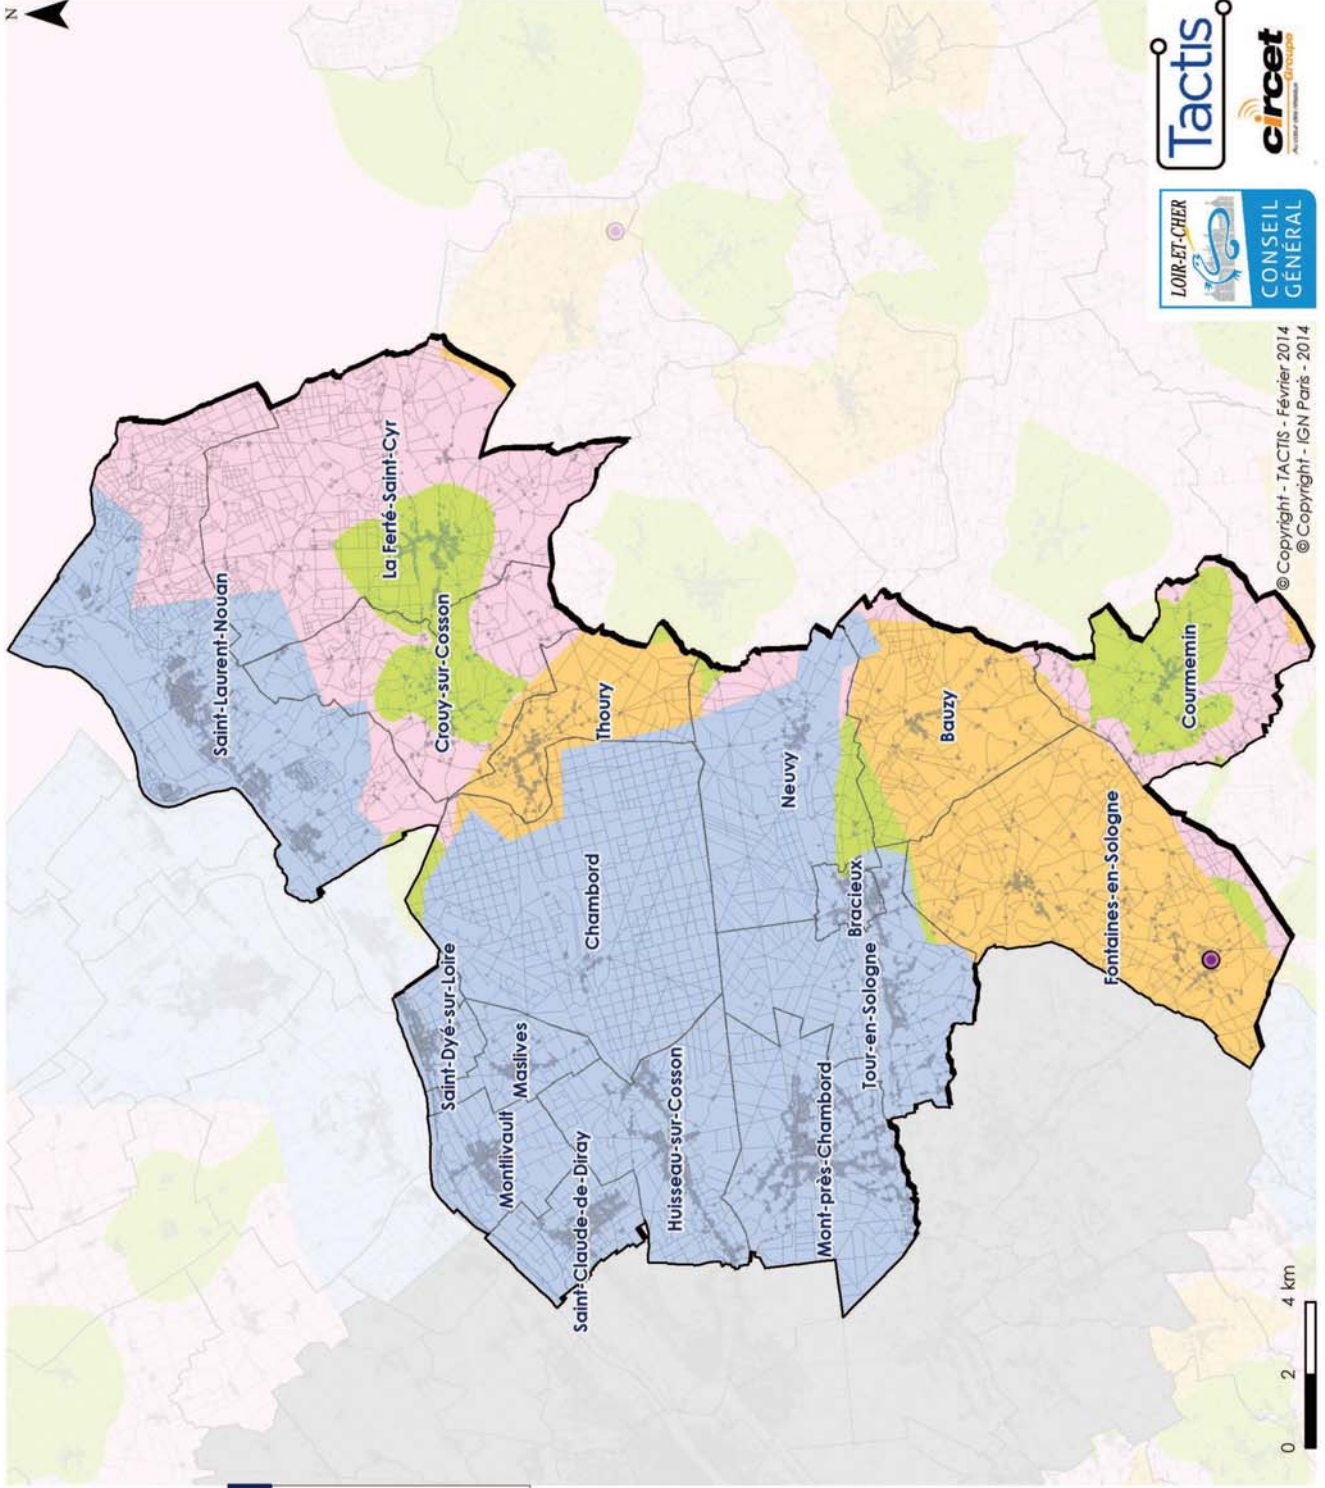 N
La Ferté-Saint-Cyr
Saint-Laurent-Nouan
Crouy-sur-Cosson
Thoury
Courmemin
Bauzy
Neuvy
Chambord
Fontaines-en-Sologne
Bracieux
Saint-Dyé-sur-Loire
Maslives
Tour-en-Sologne
Montlivault
Huisseau-sur-Cosson
Mont-près-Chambord
Saint-Claude-de-Diray
0 2 4 km
Tactis
circet
Groupe
LOIR-ET-CHER
CONSEIL
GÉNÉRAL
© Copyright - TACTIS - Février 2014
© Copyright - IGN Paris - 2014